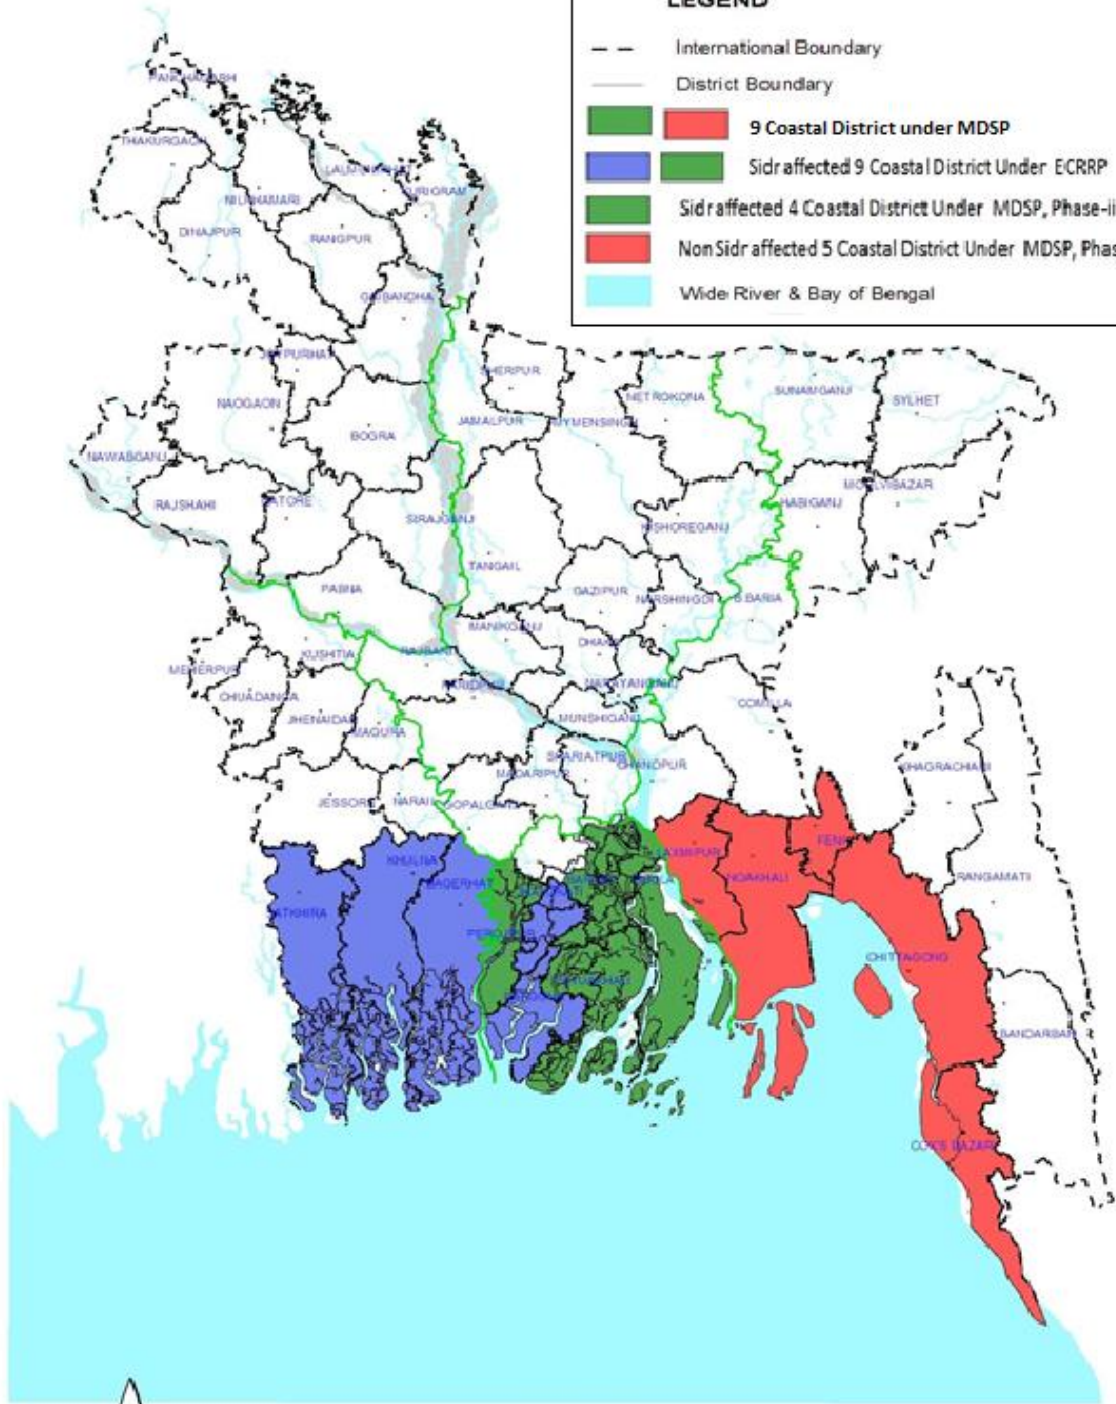 LEGEND
International Boundary
District Boundary
9 Coastal District under MDSP
Sidr affected 9 Coastal District Under ECRRP
Sidr affected 4 Coastal District Under MDSP, Phase-ii
Non Sidr affected 5 Coastal District Under MDSP, Phas
Wide River & Bay of Bengal
THAKURGAON
KURIGRAM
NILPHAMARI
DINAJPUR
RANGPUR
GAIBANDHA
JOYPURHAT
SHERPUR
NETROKONA
SUNAMGANJ
SYLHET
NAOGAON
JAMALPUR
MYMENSINGH
BOGRA
NAWABGANJ
RAJSHAHI
NATORE
MOULVIBAZAR
HABIGANJ
SIRAJGANJ
KISHOREGANJ
TANGAIL
PABNA
GAZIPUR
NARSHINGDI
B.BARIA
MANIKGANJ
DHAKA
KUSHTIA
RAJBARI
MEHERPUR
CHUADANGA
FARIDPUR
NARAYANGANJ
COMILLA
JHENAIDAH
MAGURA
MUNSHIGANJ
SHARIATPUR
CHANDPUR
MADARIPUR
KHAGRACHARI
JESSORE
NARAIL
GOPALGANJ
FENI
KHULNA
LAXMIPUR
BAGERHAT
NOAKHALI
RANGAMATI
SATKHIRA
CHITTAGONG
BANDARBAN
COX'S BAZAR